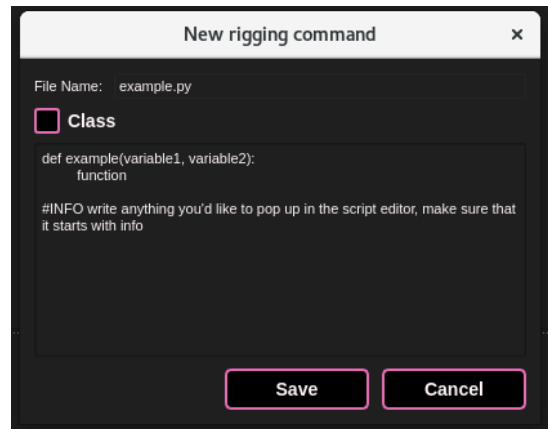 New rigging command
×
File Name: example.py
Class
def example(variable1, variable2):
function
#INFO write anything you'd like to pop up in the script editor, make sure that
it starts with info
Save
Cancel